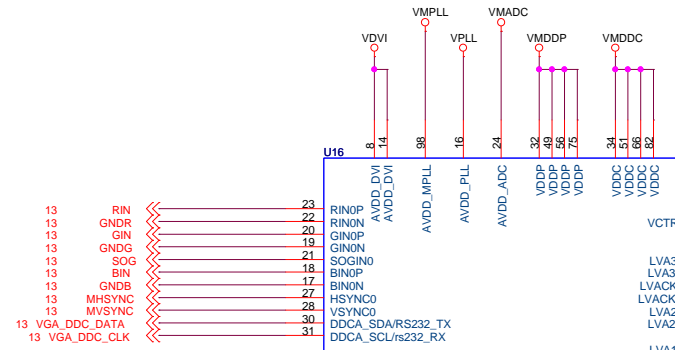 VMPLL VMADC
VDVI VPLL VMDDP VMDDC
8 14 98 16 24 32 49 56 75 34 51 66 82
U16
AVDD_DVI AVDD_DVI AVDD_MPLL AVDD_PLL AVDD_ADC VDDP VDDP VDDP VDDP VDDC VDDC VDDC VDDC
13 RIN 23 RIN0P
13 GNDR 22 RIN0N VCTR
13 GIN 20 GIN0P
13 GNDG 19 GIN0N
13 SOG 21 SOGIN0 LVA3
13 BIN 18 BIN0P LVA3
13 GNDB 17 BIN0N LVACK
13 MHSYNC 27 HSYNC0 LVACK
13 MVSYNC 28 VSYNC0 LVA2
13 VGA_DDC_DATA 30 DDCA_SDA/RS232_TX LVA2
13 VGA_DDC_CLK 31 DDCA_SCL/rs232_RX
LVA1